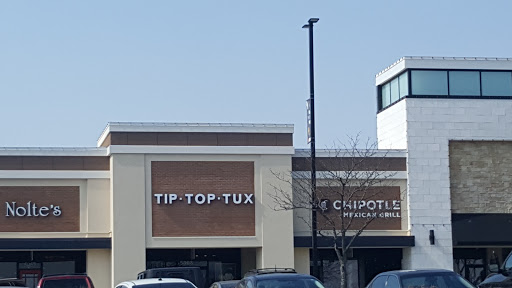 Nolte's
TIP·TOP·TUX
CHIPOTLE
MEXICAN GRILL